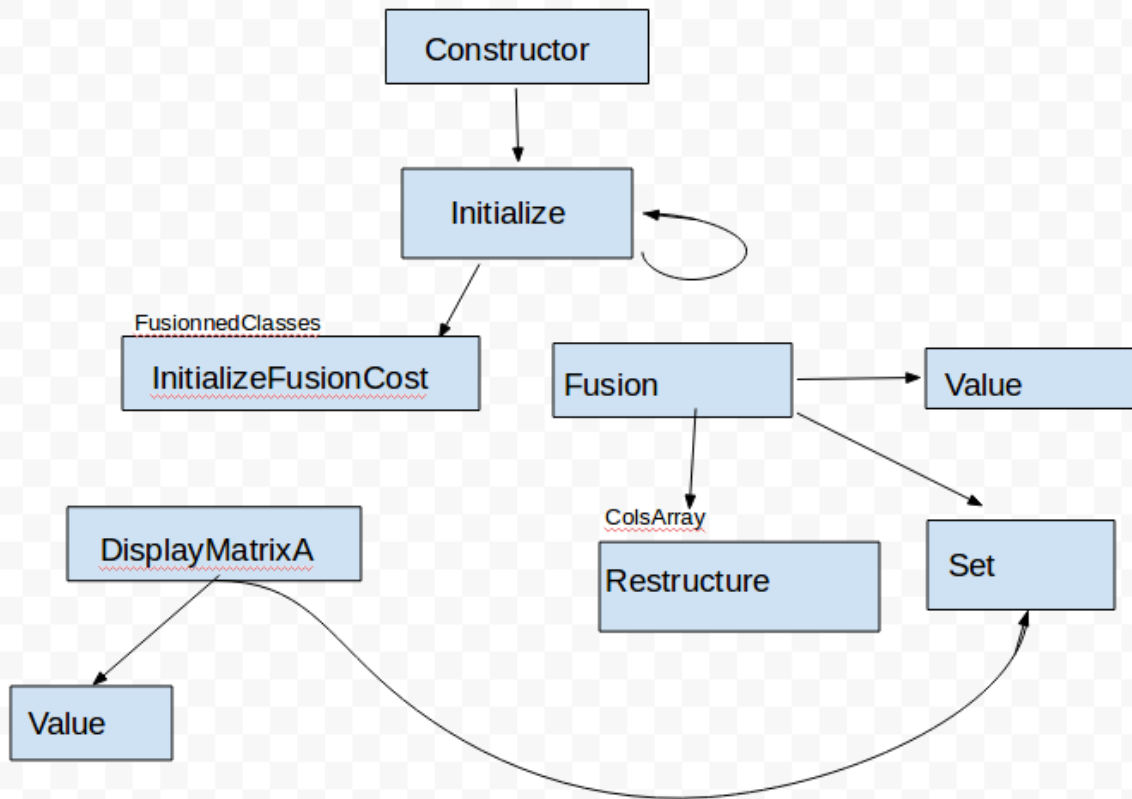 Constructor
Initialize
FusionnedClasses
InitializeFusionCost
Fusion
Value
ColsArray
Restructure
Set
DisplayMatrixA
Value